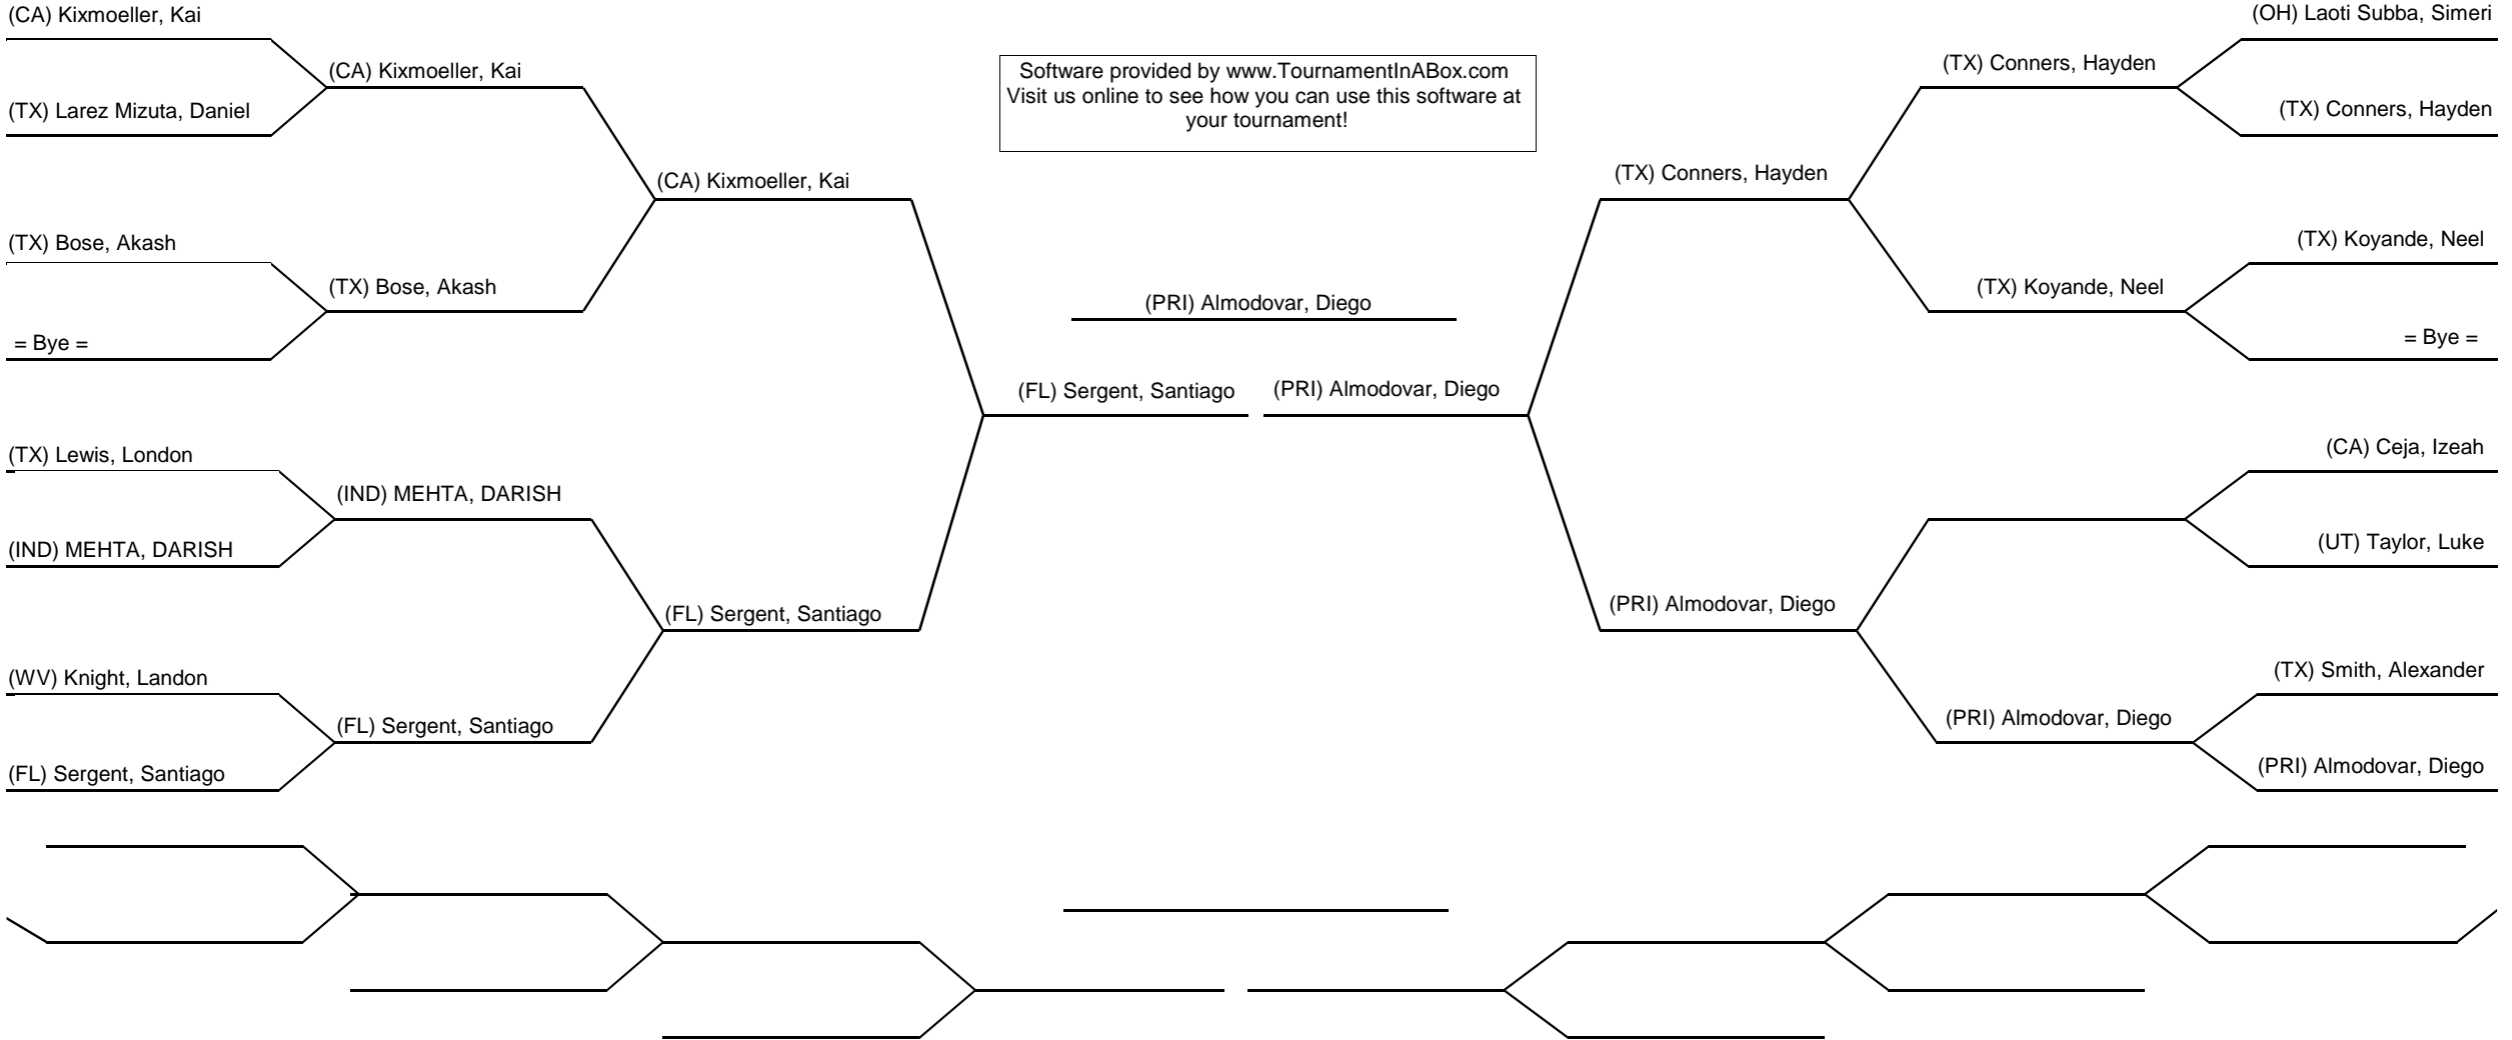 (CA) Kixmoeller, Kai
(TX) Larez Mizuta, Daniel
(TX) Bose, Akash
= Bye =
(TX) Lewis, London
(IND) MEHTA, DARISH
(WV) Knight, Landon
(FL) Sergent, Santiago
(CA) Kixmoeller, Kai
(TX) Bose, Akash
(IND) MEHTA, DARISH
(FL) Sergent, Santiago
(CA) Kixmoeller, Kai
(FL) Sergent, Santiago
Software provided by www.TournamentInABox.com
Visit us online to see how you can use this software at
your tournament!
(PRI) Almodovar, Diego
(FL) Sergent, Santiago
(PRI) Almodovar, Diego
(TX) Conners, Hayden
(PRI) Almodovar, Diego
(TX) Conners, Hayden
(TX) Koyande, Neel
(PRI) Almodovar, Diego
(OH) Laoti Subba, Simeri
(TX) Conners, Hayden
(TX) Koyande, Neel
= Bye =
(CA) Ceja, Izeah
(UT) Taylor, Luke
(TX) Smith, Alexander
(PRI) Almodovar, Diego